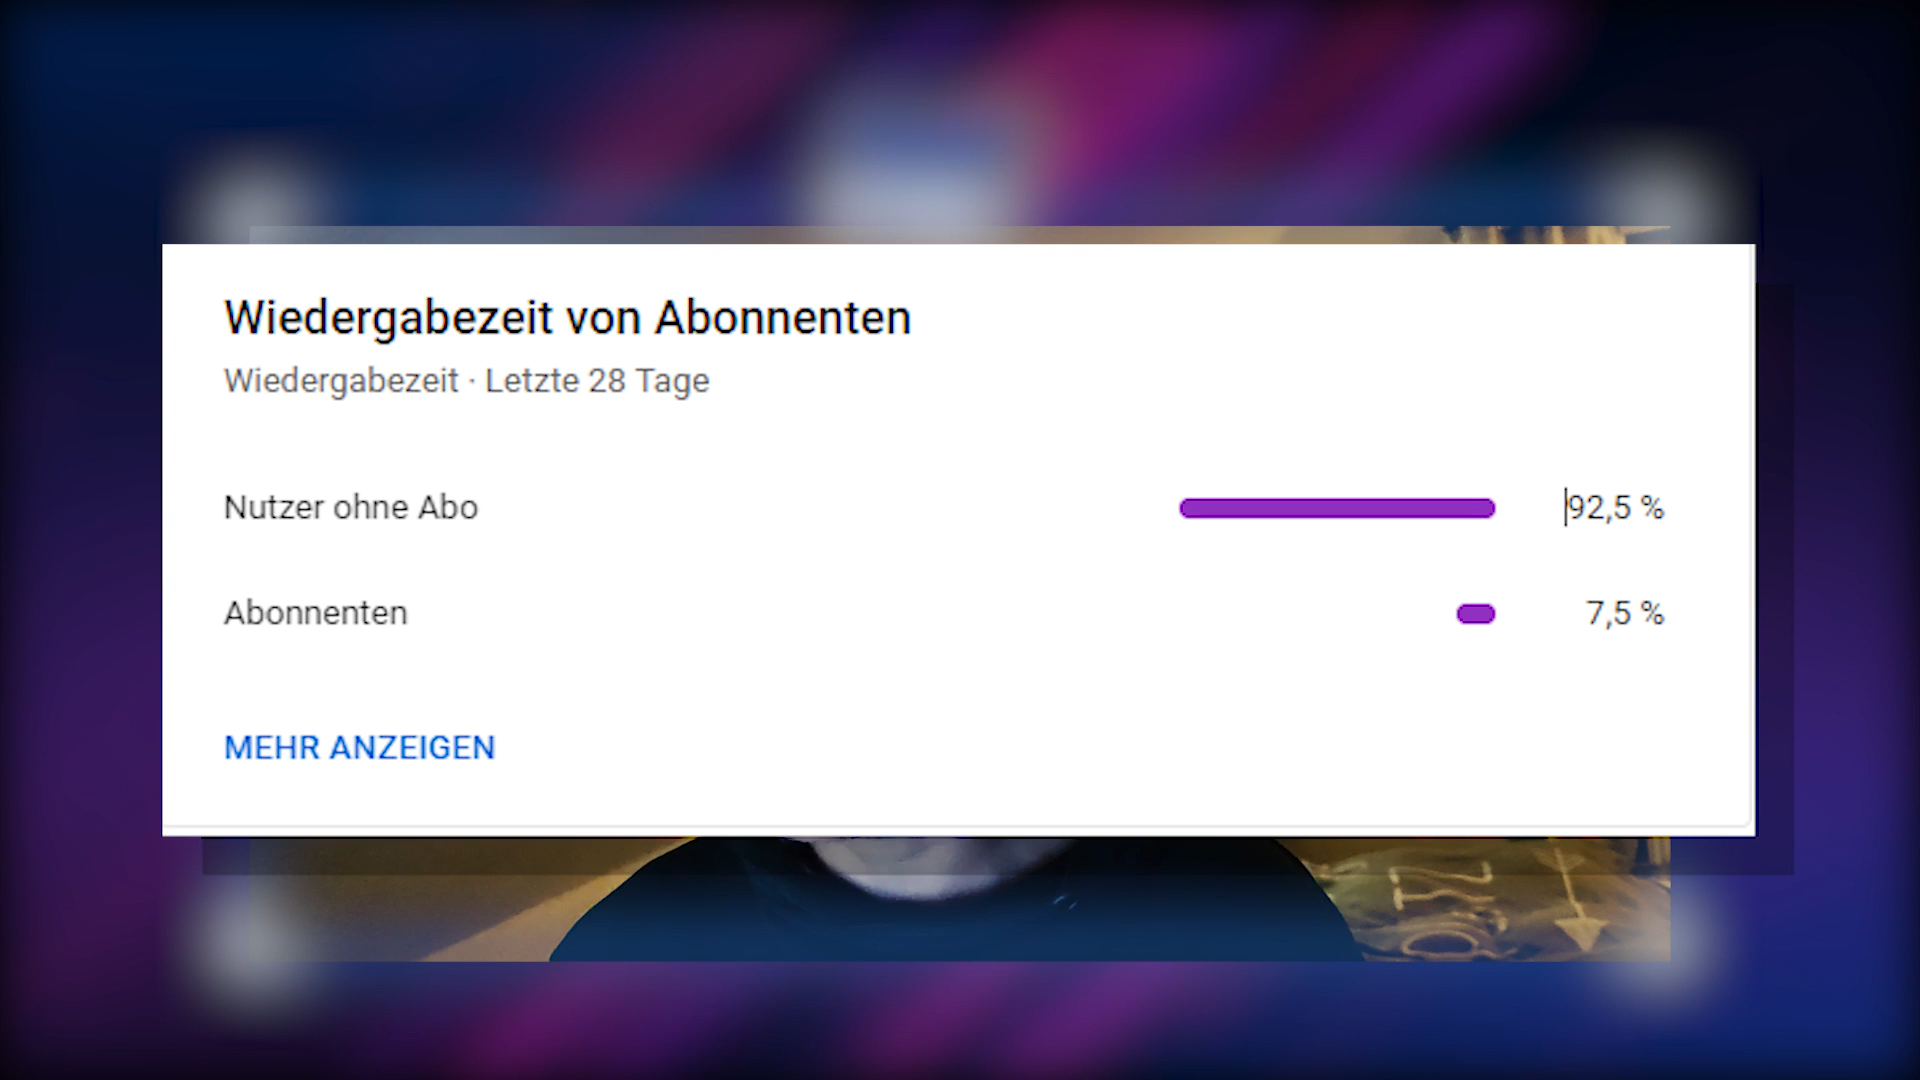 Wiedergabezeit von Abonnenten
Wiedergabezeit · Letzte 28 Tage
Nutzer ohne Abo 92,5 %
Abonnenten 7,5 %
MEHR ANZEIGEN